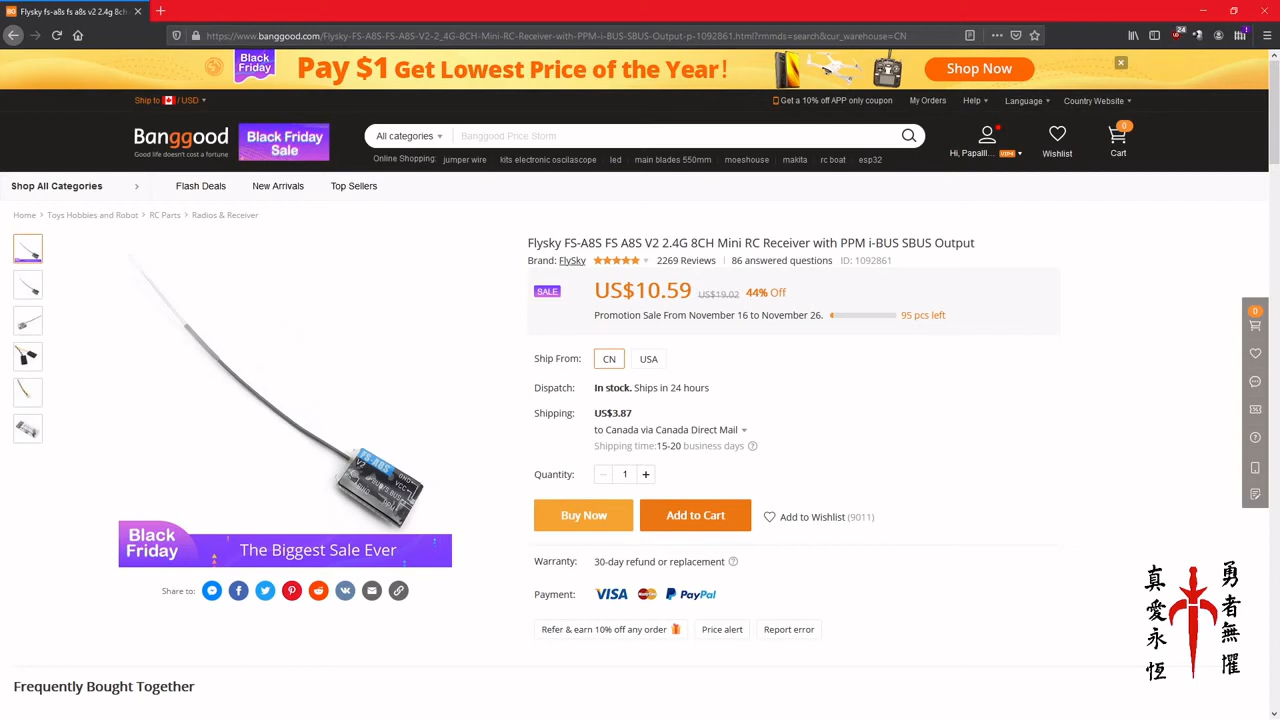 Flysky fs-a8s fs a8s v2 2.4g 8ch
https://www.banggood.com/Flysky-FS-A8S-FS-A8S-V2-2_4G-8CH-Mini-RC-Receiver-with-PPM-i-BUS-SBUS-Output-p-1092861.html?rmmds=search&cur_warehouse=CN
24
Black Friday
Pay $1 Get Lowest Price of the Year!
Shop Now
Ship to / USD
Get a 10% off APP only coupon
My Orders
Help
Language
Country Website
Banggood
Good life doesn't cost a fortune
Black Friday
Sale
All categories
Banggood Price Storm
Hi, Papalll...
Wishlist
0
Cart
Online Shopping: jumper wire kits electronic oscilascope led main blades 550mm moeshouse makita rc boat esp32
Shop All Categories
Flash Deals
New Arrivals
Top Sellers
Home > Toys Hobbies and Robot > RC Parts > Radios & Receiver
Flysky FS-A8S FS A8S V2 2.4G 8CH Mini RC Receiver with PPM i-BUS SBUS Output
Brand: FlySky 2269 Reviews 86 answered questions ID: 1092861
SALE US$10.59 US$19.02 44% Off
Promotion Sale From November 16 to November 26. 95 pcs left
Ship From: CN USA
Dispatch: In stock. Ships in 24 hours
Shipping: US$3.87
to Canada via Canada Direct Mail
Shipping time:15-20 business days
Quantity: 1
Buy Now
Add to Cart
Add to Wishlist (9011)
Warranty: 30-day refund or replacement
Payment: VISA PayPal
Refer & earn 10% off any order
Price alert
Report error
FS-A8S
V2
GND
VCC
Black
Friday
The Biggest Sale Ever
Share to:
0
勇者無懼
真愛永恆
Frequently Bought Together